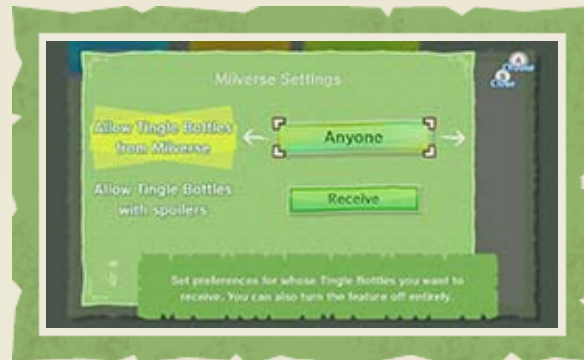 Miiverse Settings
Allow Tingle Bottles
from Miiverse
Anyone
Allow Tingle Bottles
with spoilers
Receive
Set preferences for whose Tingle Bottles you want to
receive. You can also turn the feature off entirely.